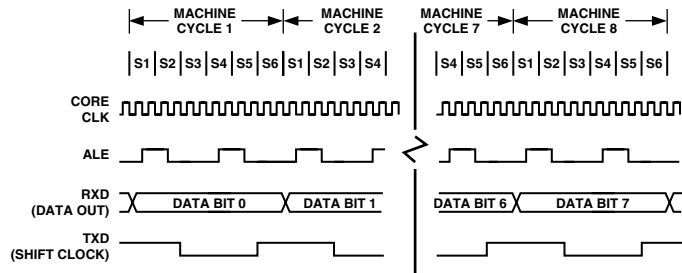 MACHINE CYCLE 1
MACHINE CYCLE 2
MACHINE CYCLE 7
MACHINE CYCLE 8
S1 S2 S3 S4 S5 S6 S1 S2 S3 S4 S4 S5 S6 S1 S2 S3 S4 S5 S6
CORE CLK
ALE
RXD (DATA OUT) DATA BIT 0 DATA BIT 1 DATA BIT 6 DATA BIT 7
TXD (SHIFT CLOCK)